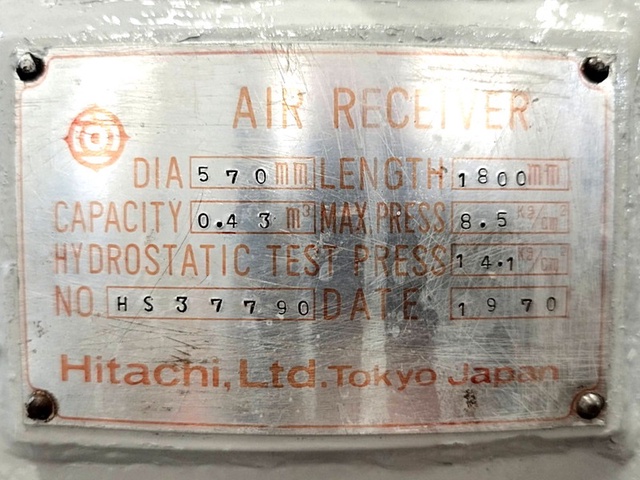 AIR RECEIVER
DIA 570 mm LENGTH 1800 mm
CAPACITY 0.43 m³ MAX.PRESS 8.5 Kg/cm²
HYDROSTATIC TEST PRESS 14.1 Kg/cm²
NO. HS37790 DATE 1970
Hitachi, Ltd. Tokyo Japan